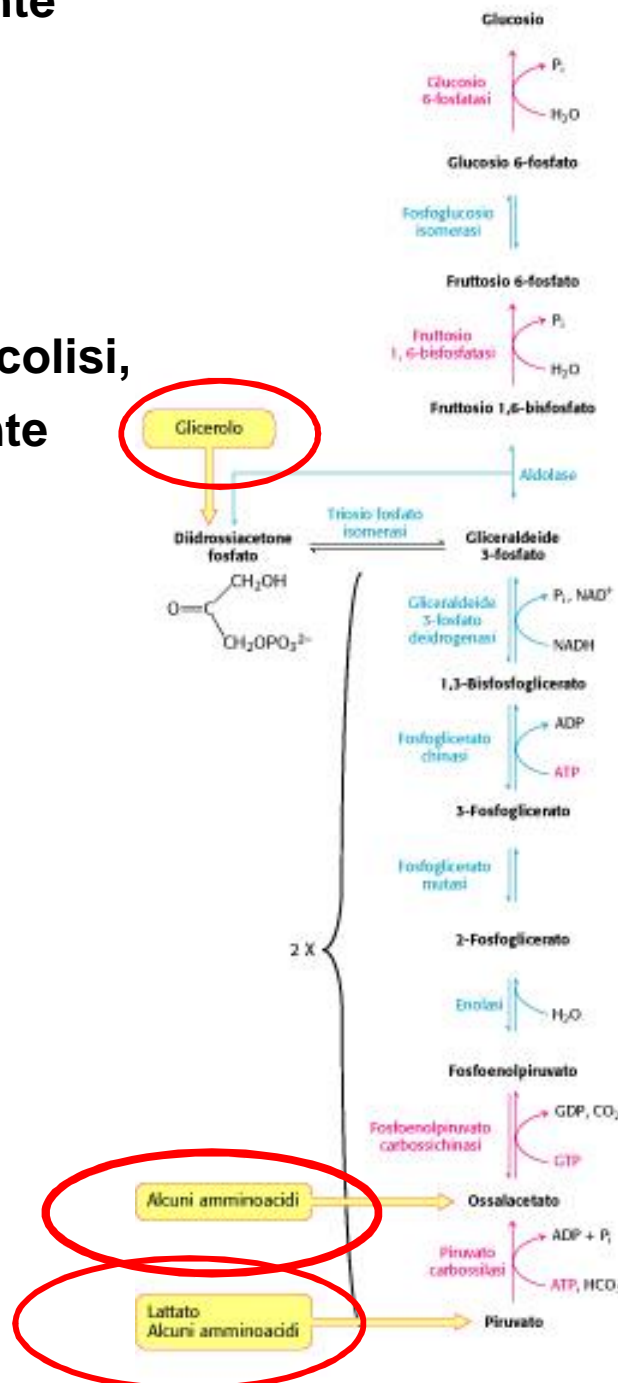 nte
Glucosio
Glucosio
6-fosfatasi
Pi
H2O
Glucosio 6-fosfato
Fosfoglucosio
isomerasi
Fruttosio 6-fosfato
colisi,
Fruttosio
1, 6-bisfosfatasi
Pi
H2O
nte
Glicerolo
Fruttosio 1,6-bisfosfato
Aldolase
Triosio fosfato
isomerasi
Diidrossiacetone
fosfato
Gliceraldeide
3-fosfato
CH2OH
O=C
CH2OPO3²⁻
Gliceraldeide
3-fosfato
deidrogenasi
Pi, NAD⁺
NADH
1,3-Bisfosfoglicerato
Fosfoglicerato
chinasi
ADP
ATP
3-Fosfoglicerato
Fosfoglicerato
mutasi
2-Fosfoglicerato
2 X
Enolasi
H2O
Fosfoenolpiruvato
Fosfoenolpiruvato
carbossichinasi
GDP, CO2
GTP
Alcuni amminoacidi
Ossalacetato
Piruvato
carbossilasi
ADP + Pi
ATP, HCO
Lattato
Alcuni amminoacidi
Piruvato